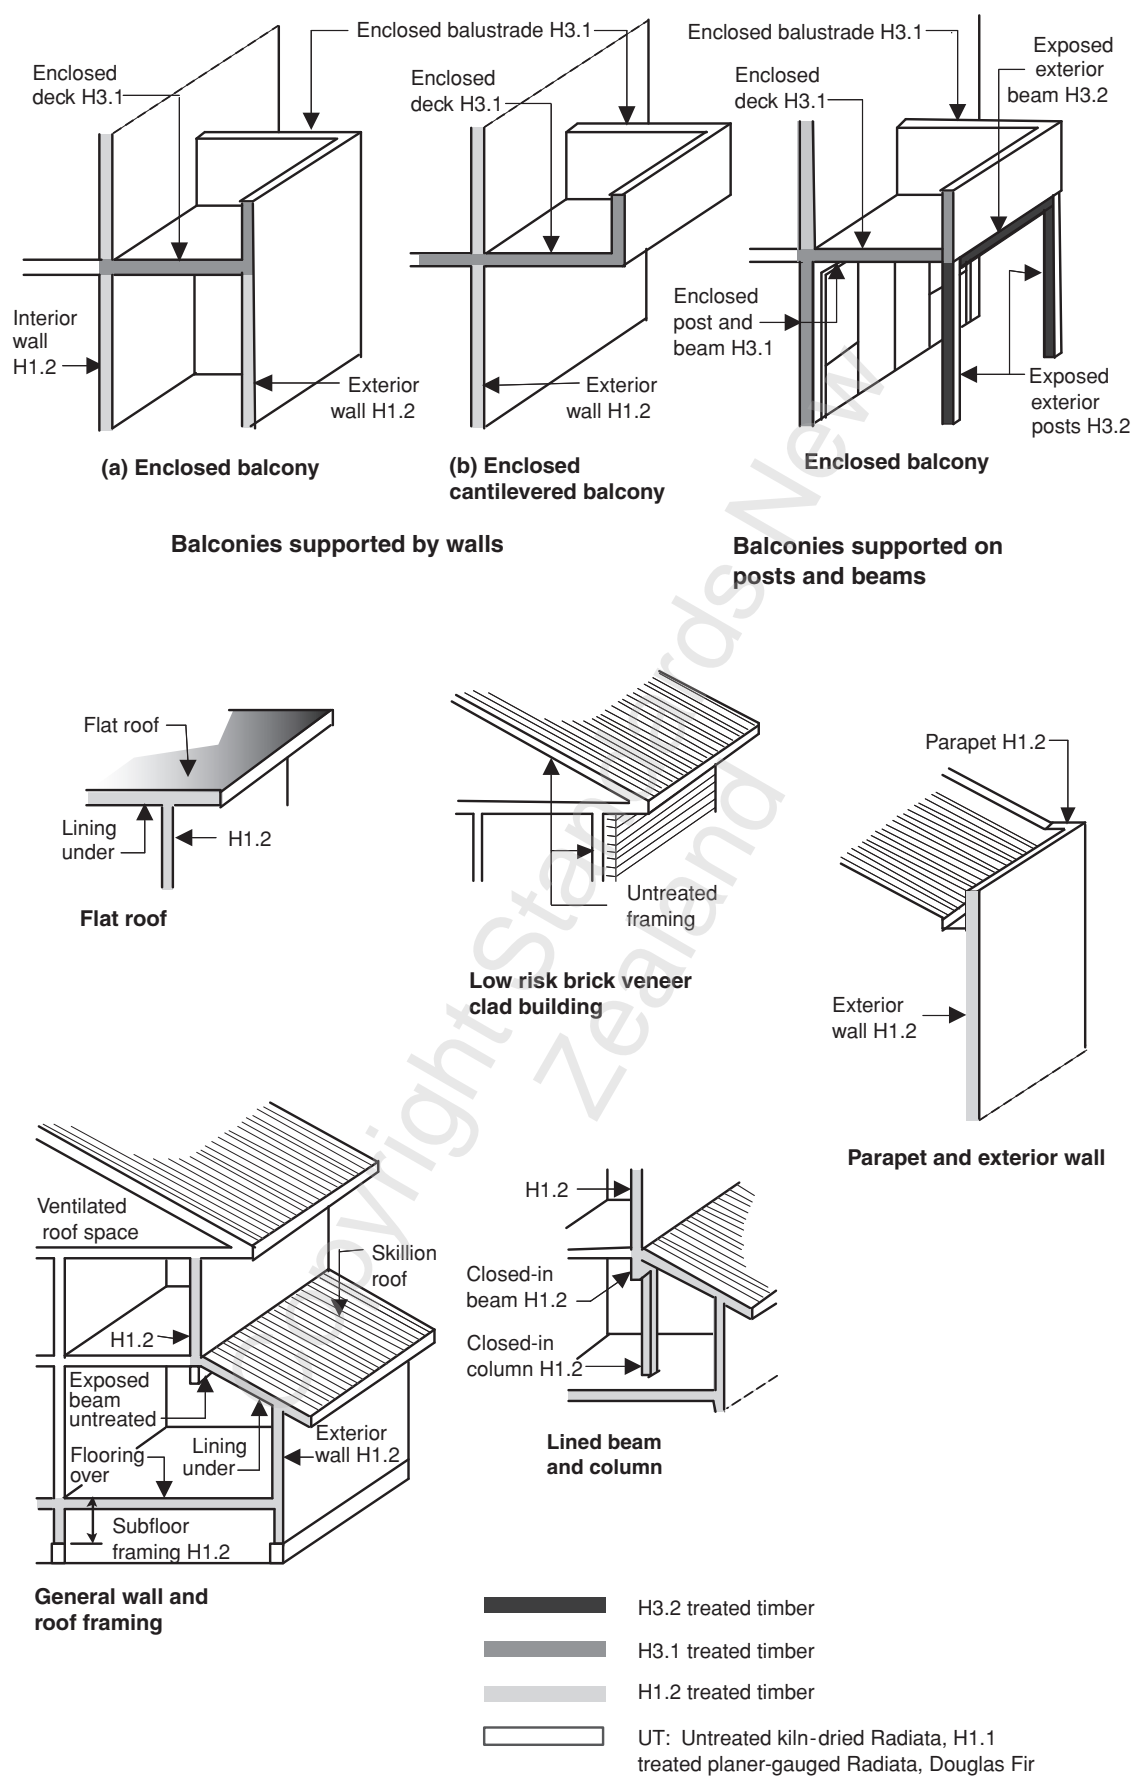 Enclosed balustrade H3.1
Enclosed
deck H3.1
Enclosed
deck H3.1
Interior
wall
H1.2
Exterior
wall H1.2
Exterior
wall H1.2
(a) Enclosed balcony
(b) Enclosed
cantilevered balcony
Balconies supported by walls
Enclosed balustrade H3.1
Exposed
exterior
beam H3.2
Enclosed
deck H3.1
Enclosed
post and
beam H3.1
Exposed
exterior
posts H3.2
Enclosed balcony
Balconies supported on
posts and beams
Flat roof
Lining
under
H1.2
Flat roof
Untreated
framing
Low risk brick veneer
clad building
Parapet H1.2
Exterior
wall H1.2
Parapet and exterior wall
Ventilated
roof space
Skillion
roof
H1.2
Exposed
beam
untreated
Flooring
over
Lining
under
Exterior
wall H1.2
Subfloor
framing H1.2
General wall and
roof framing
H1.2
Closed-in
beam H1.2
Closed-in
column H1.2
Lined beam
and column
H3.2 treated timber
H3.1 treated timber
H1.2 treated timber
UT: Untreated kiln-dried Radiata, H1.1
treated planer-gauged Radiata, Douglas Fir
Copyright Standards New
Zealand